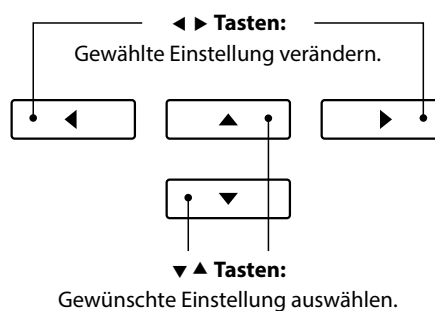 ◀ ▶ Tasten:
Gewählte Einstellung verändern.
▼ ▲ Tasten:
Gewünschte Einstellung auswählen.